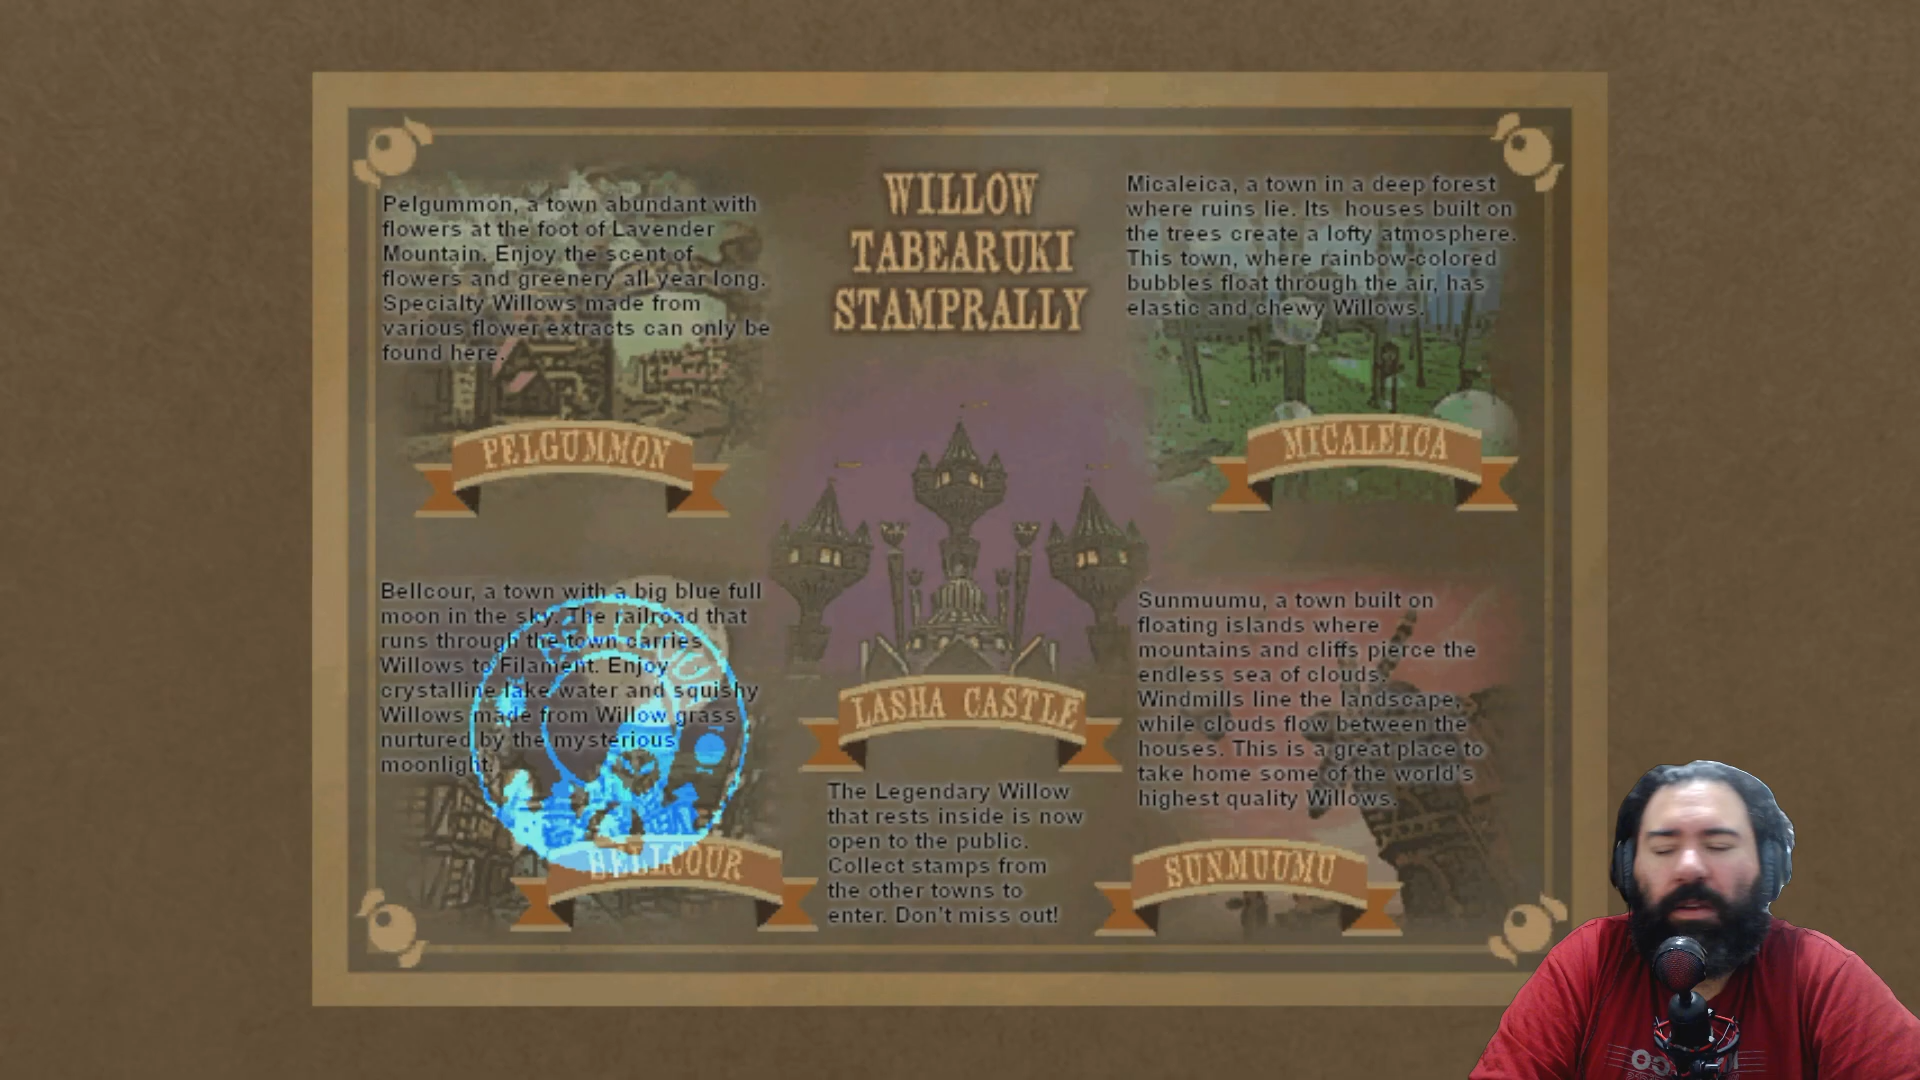 WILLOW
TABEARUKI
STAMPRALLY
Pelgummon, a town abundant with
flowers at the foot of Lavender
Mountain. Enjoy the scent of
flowers and greenery all year long.
Specialty Willows made from
various flower extracts can only be
found here.
PELGUMMON
Micaleica, a town in a deep forest
where ruins lie. Its houses built on
the trees create a lofty atmosphere.
This town, where rainbow-colored
bubbles float through the air, has
elastic and chewy Willows.
MICALEICA
Bellcour, a town with a big blue full
moon in the sky. The railroad that
runs through the town carries
Willows to Filament. Enjoy
crystalline lake water and squishy
Willows made from Willow grass
nurtured by the mysterious
moonlight.
BELLCOUR
LASHA CASTLE
The Legendary Willow
that rests inside is now
open to the public.
Collect stamps from
the other towns to
enter. Don't miss out!
Sunmuumu, a town built on
floating islands where
mountains and cliffs pierce the
endless sea of clouds.
Windmills line the landscape,
while clouds flow between the
houses. This is a great place to
take home some of the world's
highest quality Willows.
SUNMUUMU